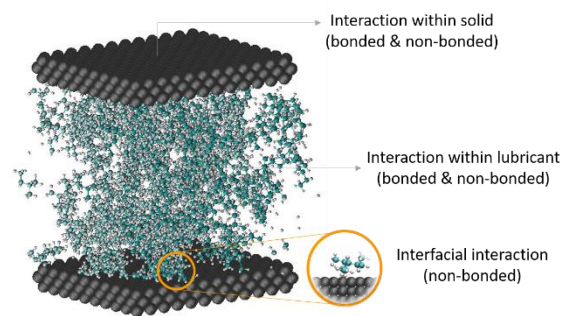 Interaction within solid
(bonded & non-bonded)
Interaction within lubricant
(bonded & non-bonded)
Interfacial interaction
(non-bonded)